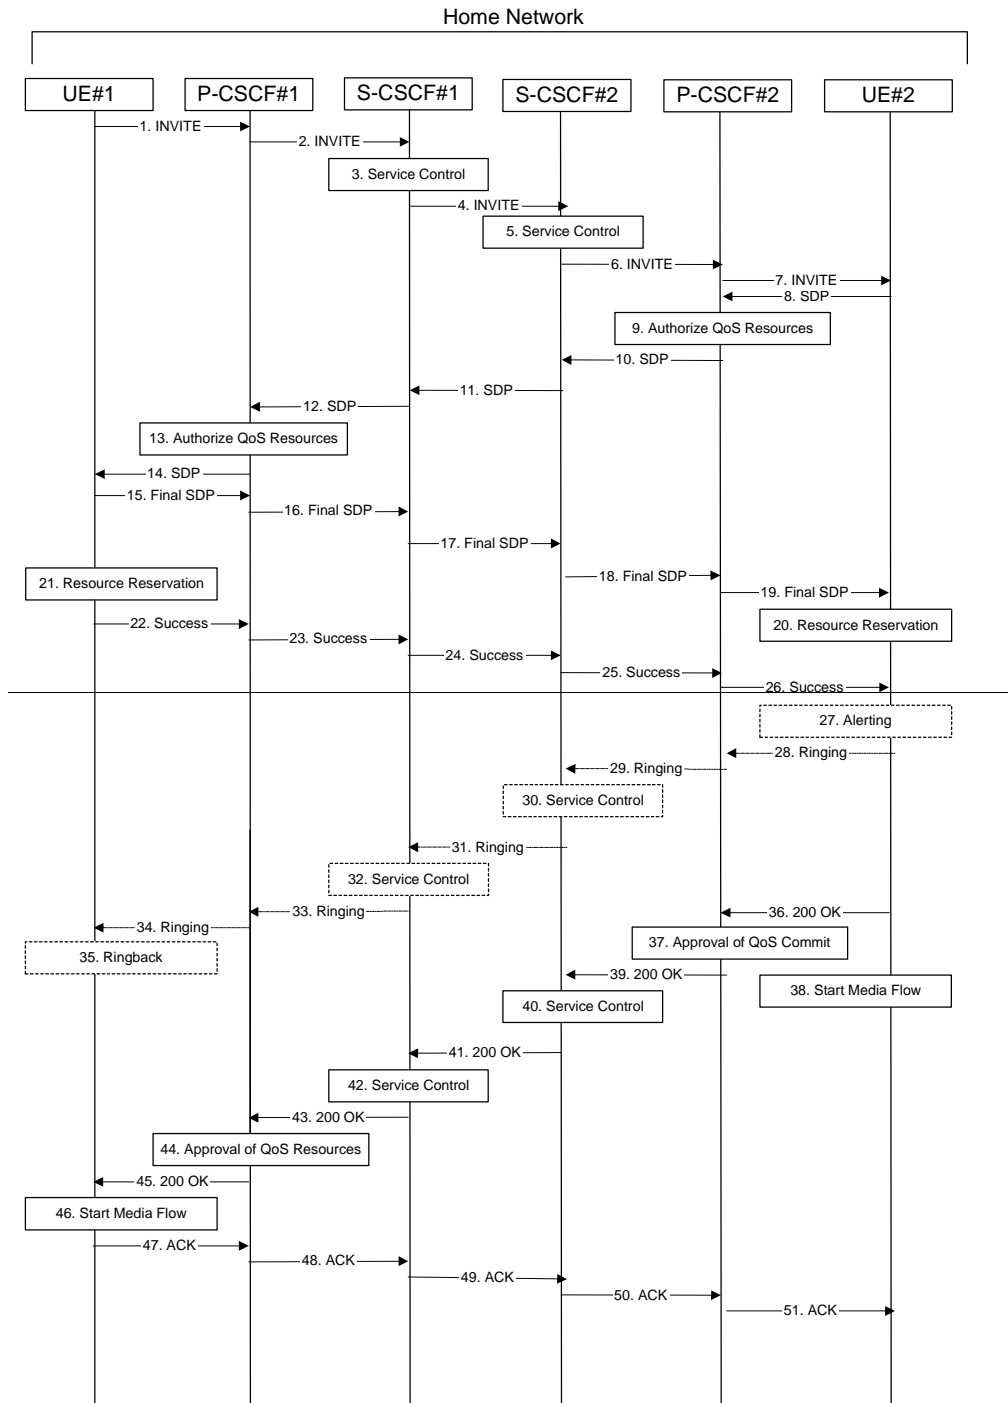 Home Network
UE#1 P-CSCF#1 S-CSCF#1 S-CSCF#2 P-CSCF#2 UE#2
1. INVITE
2. INVITE
3. Service Control
4. INVITE
5. Service Control
6. INVITE
7. INVITE
8. SDP
9. Authorize QoS Resources
10. SDP
11. SDP
12. SDP
13. Authorize QoS Resources
14. SDP
15. Final SDP
16. Final SDP
17. Final SDP
18. Final SDP
21. Resource Reservation
19. Final SDP
22. Success
20. Resource Reservation
23. Success
24. Success
25. Success
26. Success
27. Alerting
28. Ringing
29. Ringing
30. Service Control
31. Ringing
32. Service Control
33. Ringing
36. 200 OK
34. Ringing
37. Approval of QoS Commit
35. Ringback
39. 200 OK
38. Start Media Flow
40. Service Control
41. 200 OK
42. Service Control
43. 200 OK
44. Approval of QoS Resources
45. 200 OK
46. Start Media Flow
47. ACK
48. ACK
49. ACK
50. ACK
51. ACK